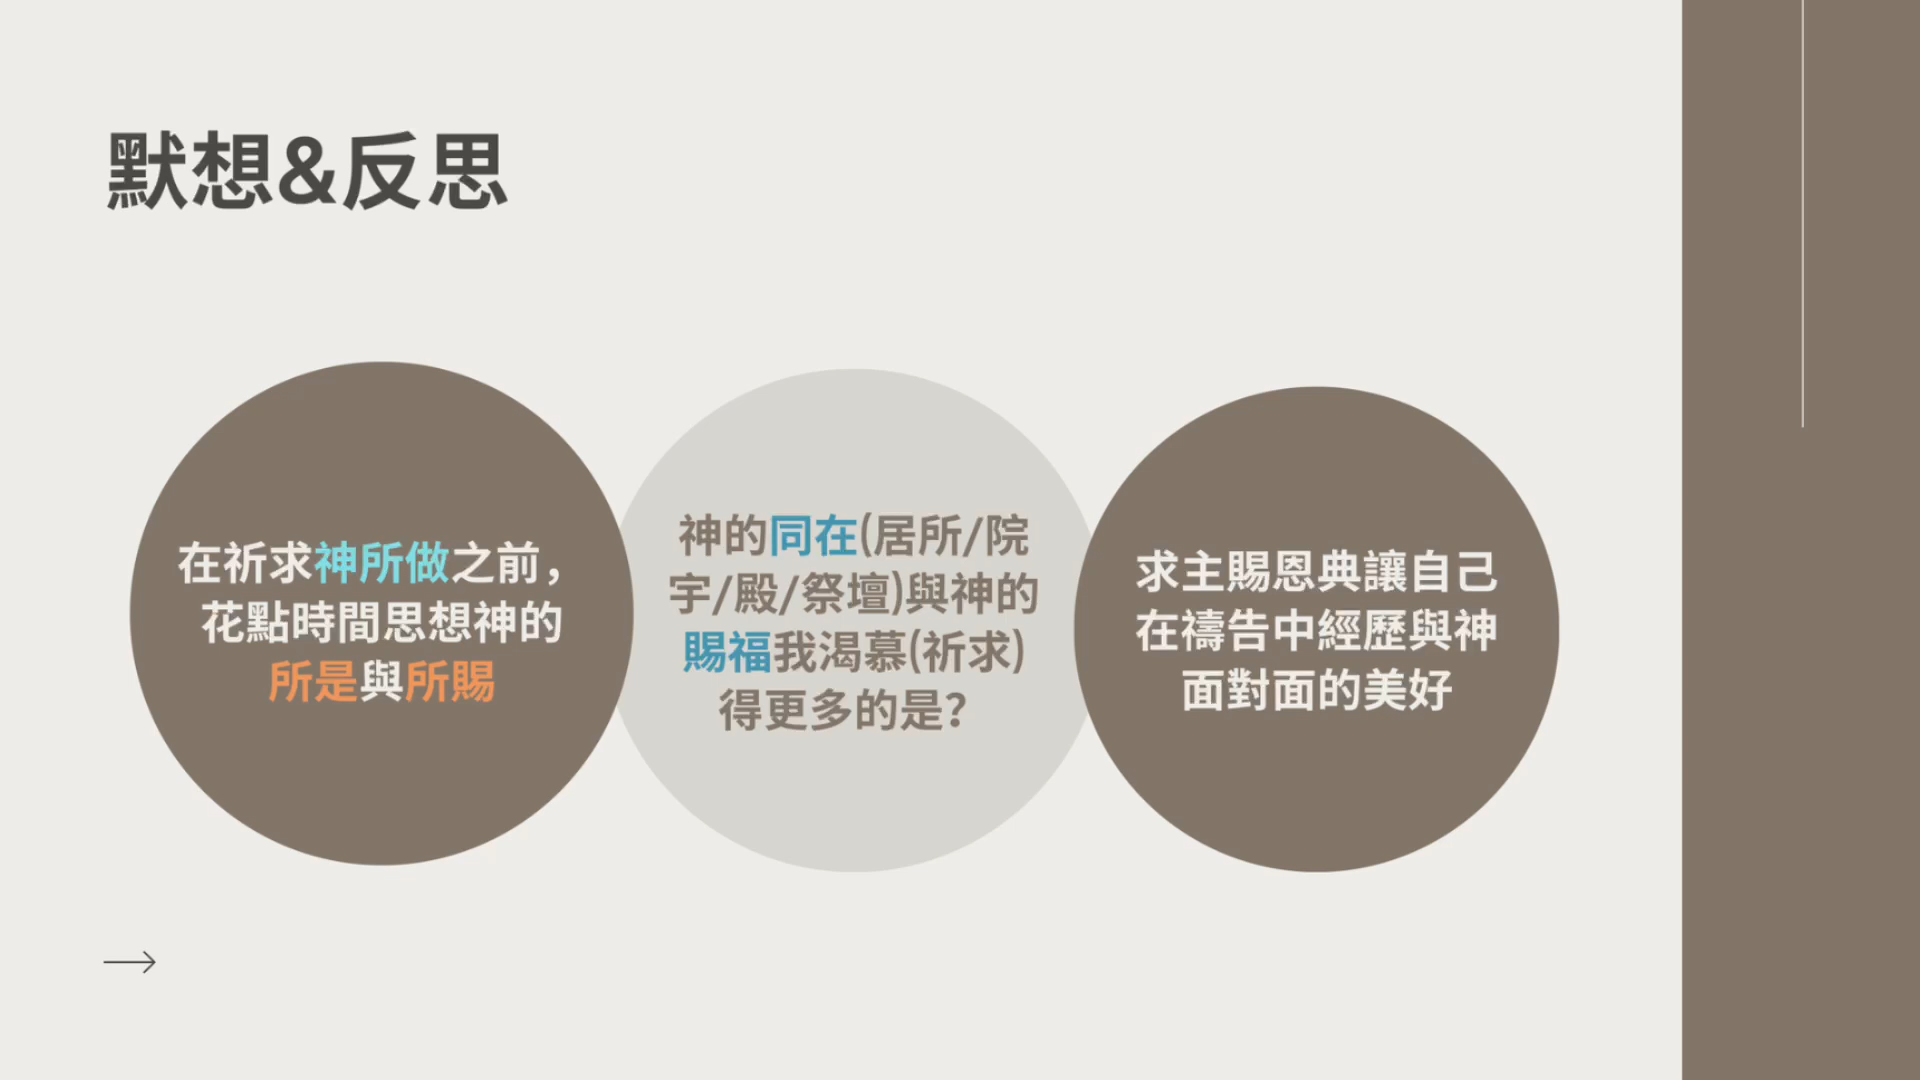 默想&反思
在祈求神所做之前，
花點時間思想神的
所是與所賜
神的同在(居所/院
宇/殿/祭壇)與神的
賜福我渴慕(祈求)
得更多的是?
求主賜恩典讓自己
在禱告中經歷與神
面對面的美好